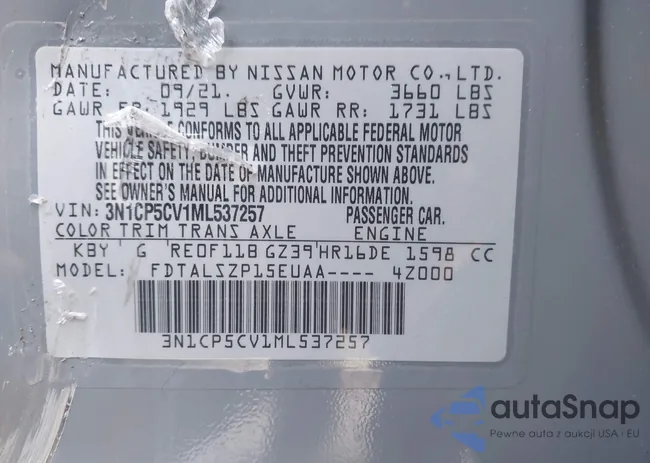 MANUFACTURED BY NISSAN MOTOR CO., LTD.
DATE: 09/21. GVWR: 3660 LBS
GAWR FR: 1929 LBS GAWR RR: 1731 LBS
THIS VEHICLE CONFORMS TO ALL APPLICABLE FEDERAL MOTOR
VEHICLE SAFETY, BUMPER AND THEFT PREVENTION STANDARDS
IN EFFECT ON THE DATE OF MANUFACTURE SHOWN ABOVE.
SEE OWNER'S MANUAL FOR ADDITIONAL INFORMATION.
VIN: 3N1CP5CV1ML537257 PASSENGER CAR.
COLOR TRIM TRANS AXLE ENGINE
KBY G RE0F11B GZ39 HR16DE 1598 CC
MODEL: FDTALSZP15EUAA---- 4Z000
3N1CP5CV1ML537257
autaSnap
Pewne auta z aukcji USA i EU